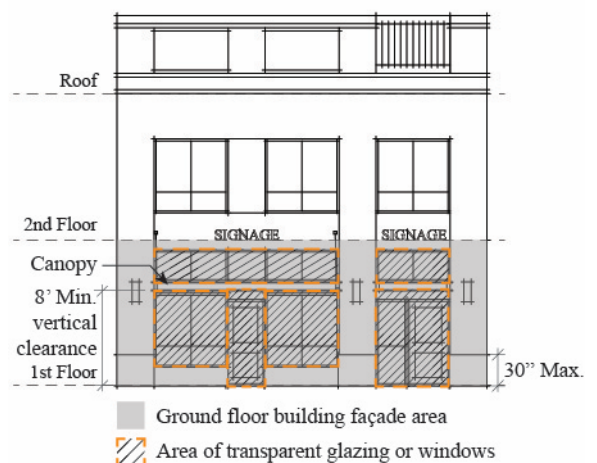 Roof
2nd Floor
SIGNAGE SIGNAGE
Canopy
8’ Min.
vertical
clearance
1st Floor
30” Max.
Ground floor building façade area
Area of transparent glazing or windows